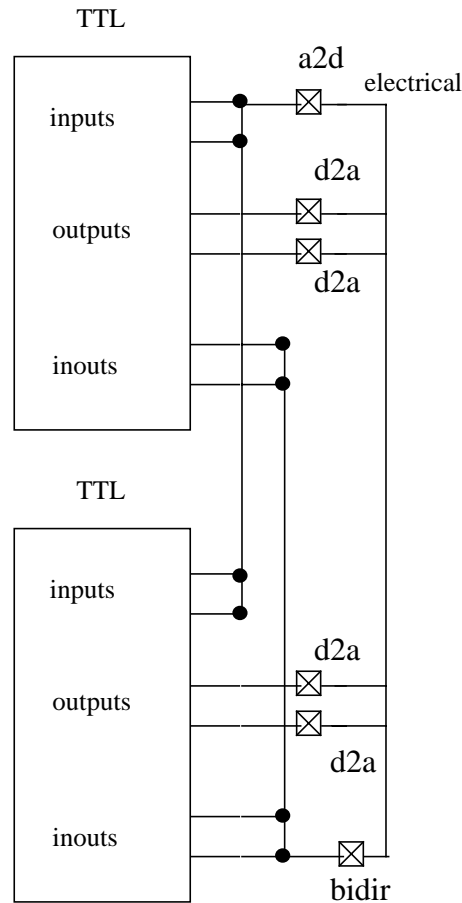 TTL
a2d
electrical
inputs
d2a
outputs
d2a
inouts
TTL
inputs
d2a
outputs
d2a
inouts
bidir